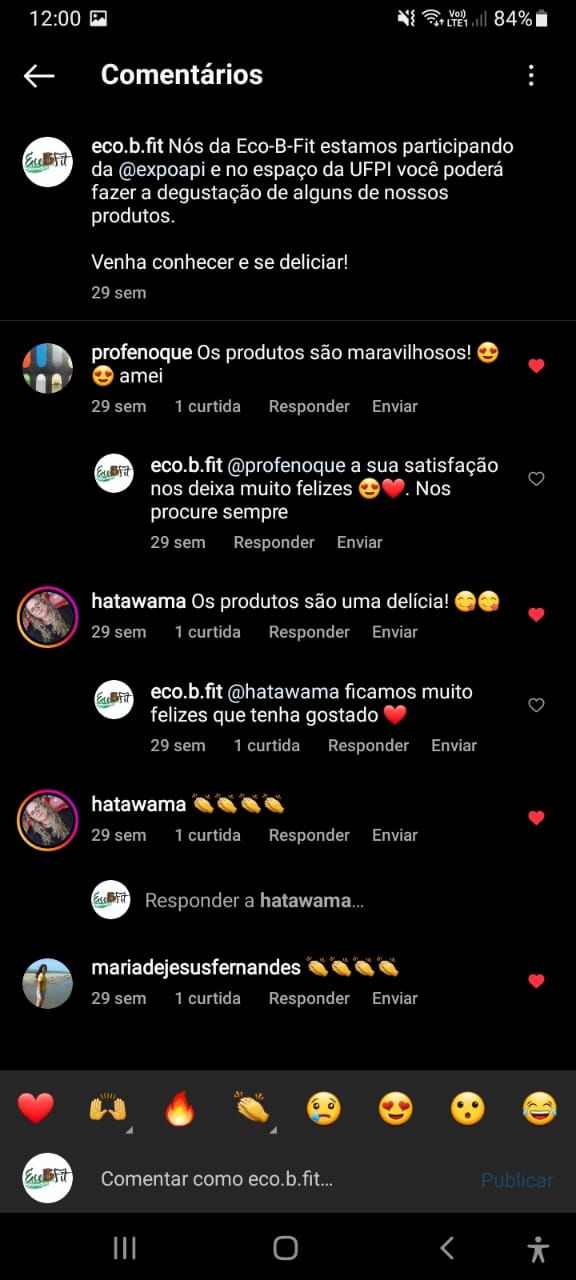 12:00
Vo)) LTE1 84%
Comentários
eco.b.fit Nós da Eco-B-Fit estamos participando
da @expoapi e no espaço da UFPI você poderá
fazer a degustação de alguns de nossos
produtos.
Venha conhecer e se deliciar!
29 sem
profenoque Os produtos são maravilhosos! 😍
😍 amei
29 sem 1 curtida Responder Enviar
eco.b.fit @profenoque a sua satisfação
nos deixa muito felizes 😍❤️. Nos
procure sempre
29 sem Responder Enviar
hatawama Os produtos são uma delícia! 😋😋
29 sem 1 curtida Responder Enviar
eco.b.fit @hatawama ficamos muito
felizes que tenha gostado ❤️
29 sem 1 curtida Responder Enviar
hatawama 👏👏👏👏
29 sem 1 curtida Responder Enviar
Responder a hatawama...
mariadejesusfernandes 👏👏👏👏
29 sem 1 curtida Responder Enviar
Comentar como eco.b.fit... Publicar